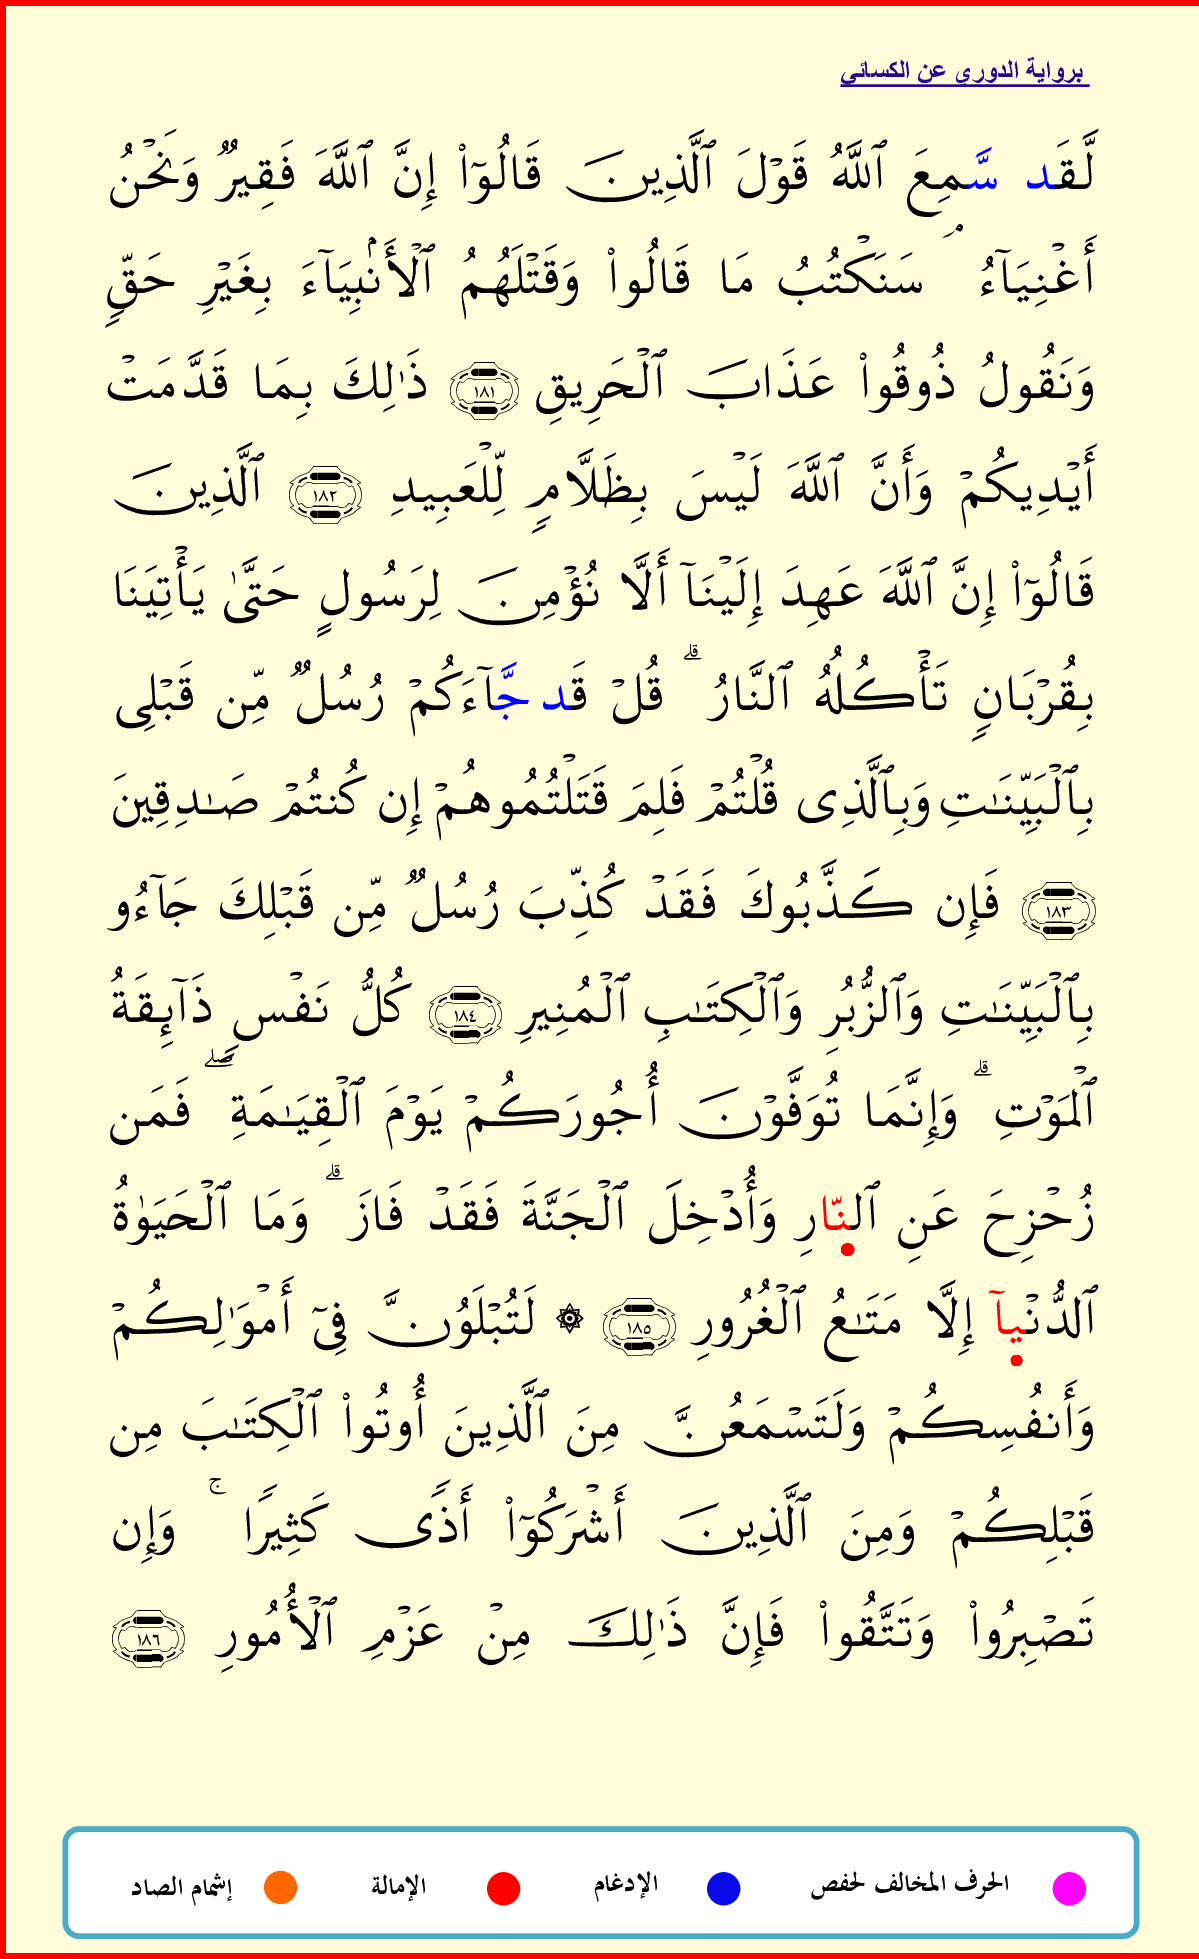 برواية الدوري عن الكسائي
لَّقَد سَّمِعَ ٱللَّهُ قَوْلَ ٱلَّذِينَ قَالُوٓا۟ إِنَّ ٱللَّهَ فَقِيرٌ وَنَحْنُ
أَغْنِيَآءُ ۘ سَنَكْتُبُ مَا قَالُوا۟ وَقَتْلَهُمُ ٱلْأَنۢبِيَآءَ بِغَيْرِ حَقٍّ
وَنَقُولُ ذُوقُوا۟ عَذَابَ ٱلْحَرِيقِ ١٨١ ذَٰلِكَ بِمَا قَدَّمَتْ
أَيْدِيكُمْ وَأَنَّ ٱللَّهَ لَيْسَ بِظَلَّامٍ لِّلْعَبِيدِ ١٨٢ ٱلَّذِينَ
قَالُوٓا۟ إِنَّ ٱللَّهَ عَهِدَ إِلَيْنَآ أَلَّا نُؤْمِنَ لِرَسُولٍ حَتَّىٰ يَأْتِيَنَا
بِقُرْبَانٍ تَأْكُلُهُ ٱلنَّارُ ۗ قُلْ قَد جَّآءَكُمْ رُسُلٌ مِّن قَبْلِى
بِٱلْبَيِّنَـٰتِ وَبِٱلَّذِى قُلْتُمْ فَلِمَ قَتَلْتُمُوهُمْ إِن كُنتُمْ صَـٰدِقِينَ
١٨٣ فَإِن كَذَّبُوكَ فَقَدْ كُذِّبَ رُسُلٌ مِّن قَبْلِكَ جَآءُو
بِٱلْبَيِّنَـٰتِ وَٱلزُّبُرِ وَٱلْكِتَـٰبِ ٱلْمُنِيرِ ١٨٤ كُلُّ نَفْسٍ ذَآئِقَةُ
ٱلْمَوْتِ ۗ وَإِنَّمَا تُوَفَّوْنَ أُجُورَكُمْ يَوْمَ ٱلْقِيَـٰمَةِ ۖ فَمَن
زُحْزِحَ عَنِ ٱلنّارِ وَأُدْخِلَ ٱلْجَنَّةَ فَقَدْ فَازَ ۗ وَمَا ٱلْحَيَوٰةُ
ٱلدُّنْيآ إِلَّا مَتَـٰعُ ٱلْغُرُورِ ١٨٥ ۞ لَتُبْلَوُنَّ فِىٓ أَمْوَٰلِكُمْ
وَأَنفُسِكُمْ وَلَتَسْمَعُنَّ مِنَ ٱلَّذِينَ أُوتُوا۟ ٱلْكِتَـٰبَ مِن
قَبْلِكُمْ وَمِنَ ٱلَّذِينَ أَشْرَكُوٓا۟ أَذًى كَثِيرًا ۚ وَإِن
تَصْبِرُوا۟ وَتَتَّقُوا۟ فَإِنَّ ذَٰلِكَ مِنْ عَزْمِ ٱلْأُمُورِ ١٨٦
الحرف المخالف لحفص الإدغام الإمالة إشمام الصاد